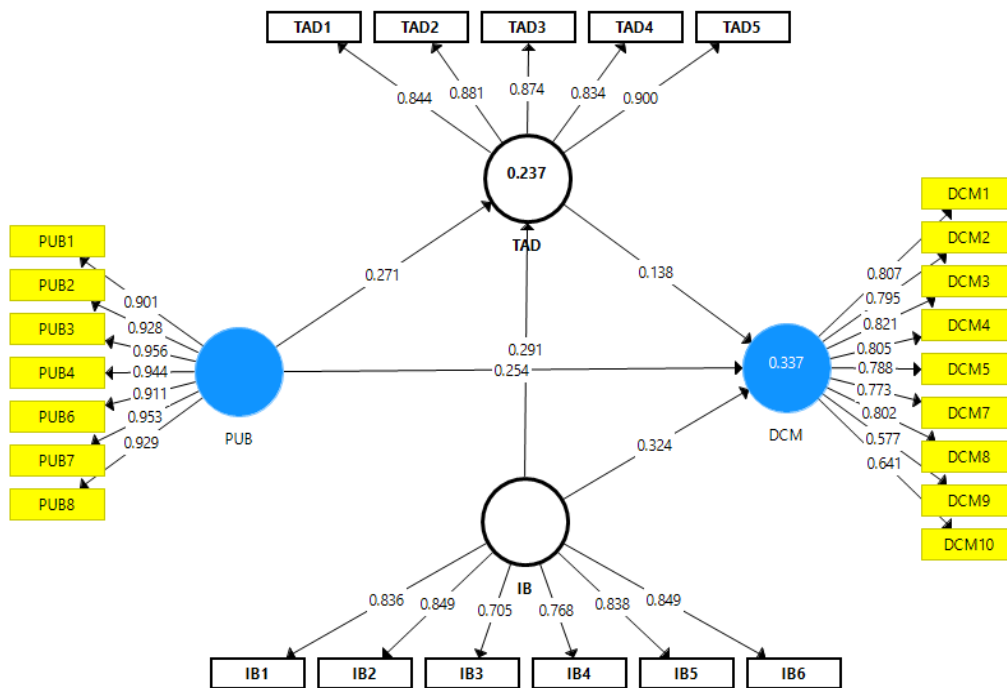 TAD1 TAD2 TAD3 TAD4 TAD5
0.844 0.881 0.874 0.834 0.900
0.237
TAD
PUB1
PUB2
PUB3
PUB4
PUB6
PUB7
PUB8
0.901
0.928
0.956
0.944
0.911
0.953
0.929
PUB
0.271
0.138
0.291
0.254
0.324
0.337
DCM
0.807
0.795
0.821
0.805
0.788
0.773
0.802
0.577
0.641
DCM1
DCM2
DCM3
DCM4
DCM5
DCM7
DCM8
DCM9
DCM10
IB
0.836 0.849 0.705 0.768 0.838 0.849
IB1 IB2 IB3 IB4 IB5 IB6